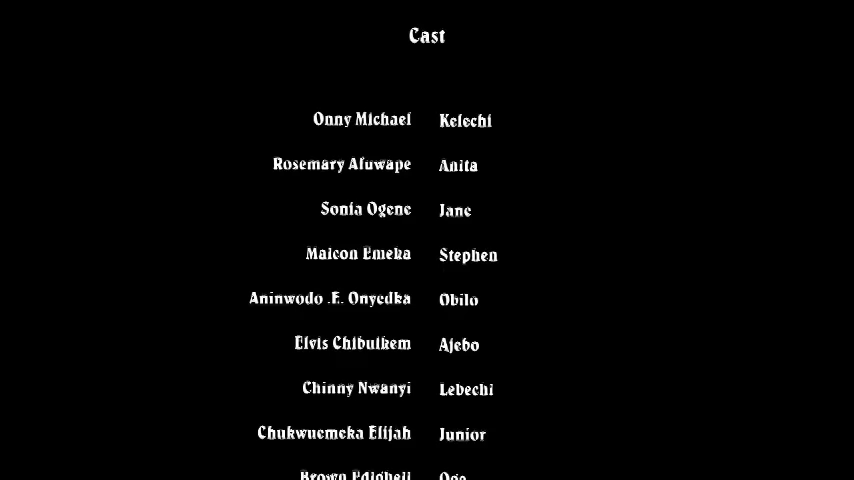 Cast
Onny Michael Kelechi
Rosemary Afuwape Anita
Sonia Ogene Jane
Malcon Emeka Stephen
Aninwodo .E. Onyedka Obilo
Elvis Chibuikem Ajebo
Chinny Nwanyi Lebechi
Chukwuemeka Elijah Junior
Brown